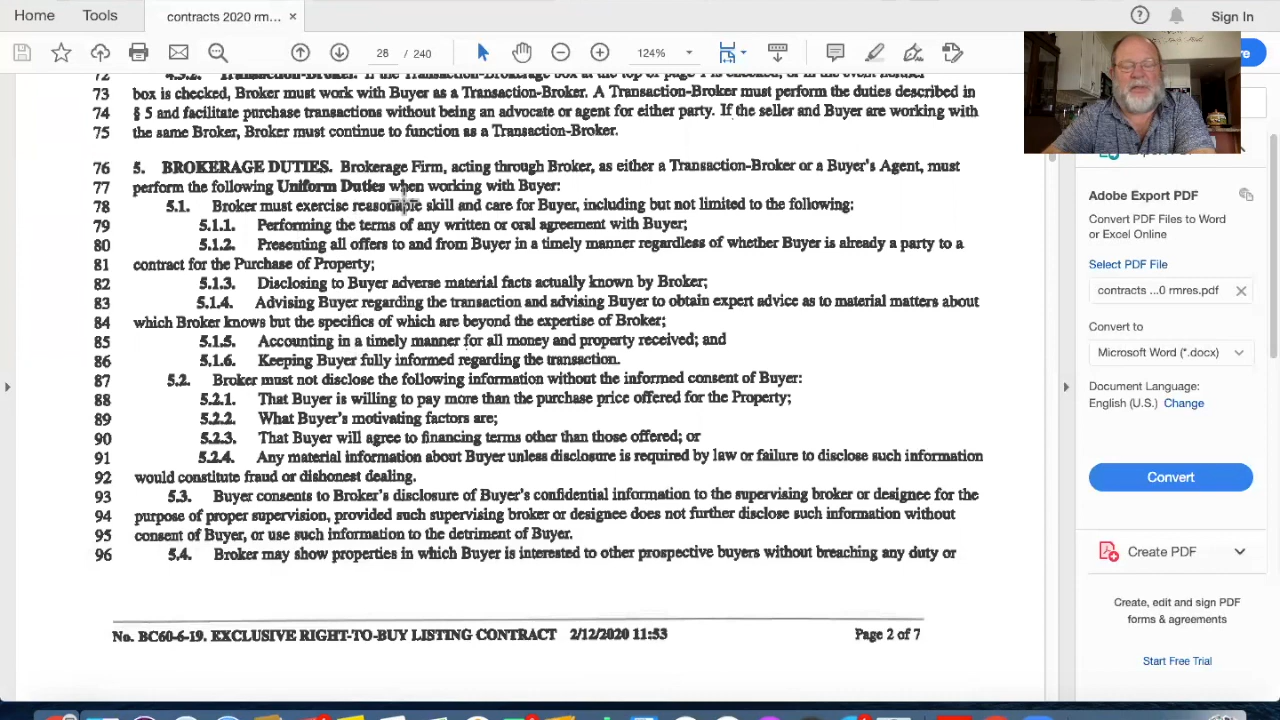 Home
Tools
contracts 2020 rm...
×
Sign In
26 / 240
124%
72
73 box is checked, Broker must work with Buyer as a Transaction-Broker. A Transaction-Broker must perform the duties described in
74 § 5 and facilitate purchase transactions without being an advocate or agent for either party. If the seller and Buyer are working with
75 the same Broker, Broker must continue to function as a Transaction-Broker.
76 5. BROKERAGE DUTIES. Brokerage Firm, acting through Broker, as either a Transaction-Broker or a Buyer's Agent, must
77 perform the following Uniform Duties when working with Buyer:
78 5.1. Broker must exercise reasonable skill and care for Buyer, including but not limited to the following:
79 5.1.1. Performing the terms of any written or oral agreement with Buyer;
80 5.1.2. Presenting all offers to and from Buyer in a timely manner regardless of whether Buyer is already a party to a
81 contract for the Purchase of Property;
82 5.1.3. Disclosing to Buyer adverse material facts actually known by Broker;
83 5.1.4. Advising Buyer regarding the transaction and advising Buyer to obtain expert advice as to material matters about
84 which Broker knows but the specifics of which are beyond the expertise of Broker;
85 5.1.5. Accounting in a timely manner for all money and property received; and
86 5.1.6. Keeping Buyer fully informed regarding the transaction.
87 5.2. Broker must not disclose the following information without the informed consent of Buyer:
88 5.2.1. That Buyer is willing to pay more than the purchase price offered for the Property;
89 5.2.2. What Buyer's motivating factors are;
90 5.2.3. That Buyer will agree to financing terms other than those offered; or
91 5.2.4. Any material information about Buyer unless disclosure is required by law or failure to disclose such information
92 would constitute fraud or dishonest dealing.
93 5.3. Buyer consents to Broker's disclosure of Buyer's confidential information to the supervising broker or designee for the
94 purpose of proper supervision, provided such supervising broker or designee does not further disclose such information without
95 consent of Buyer, or use such information to the detriment of Buyer.
96 5.4. Broker may show properties in which Buyer is interested to other prospective buyers without breaching any duty or
No. BC60-6-19. EXCLUSIVE RIGHT-TO-BUY LISTING CONTRACT 2/12/2020 11:53 Page 2 of 7
Adobe Export PDF
Convert PDF Files to Word
or Excel Online
Select PDF File
contracts ...0 rmres.pdf
Convert to
Microsoft Word (*.docx)
Document Language:
English (U.S.) Change
Convert
Create PDF
Create, edit and sign PDF
forms & agreements
Start Free Trial